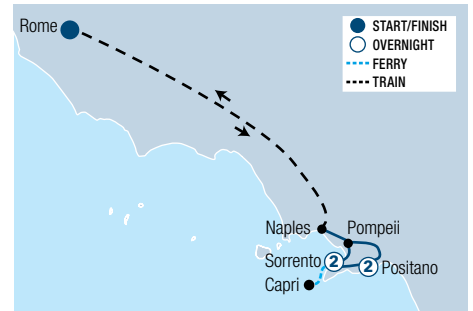 Rome
START/FINISH
OVERNIGHT
FERRY
TRAIN
Naples
Pompeii
Sorrento 2
2 Positano
Capri